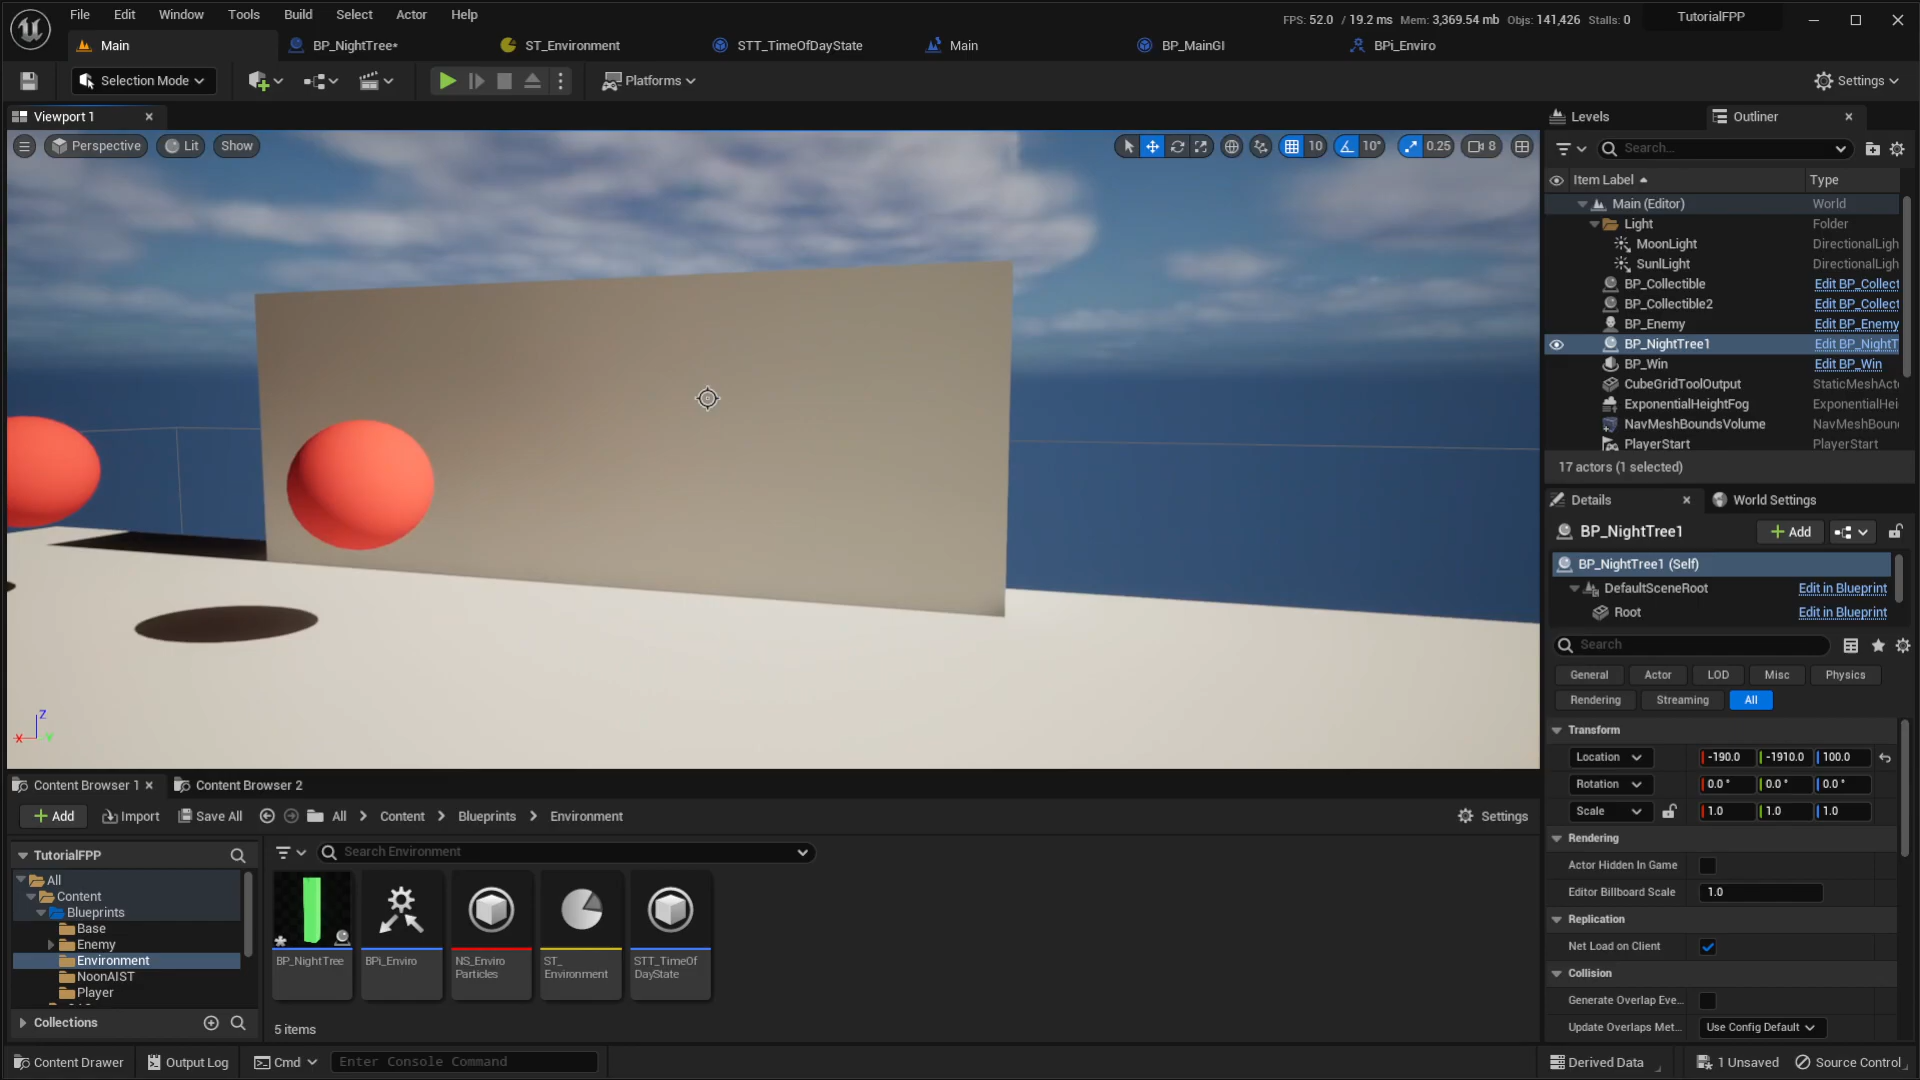 File Edit Window Tools Build Select Actor Help
FPS: 52.0 / 19.2 ms Mem: 3,369.54 mb Objs: 141,426 Stalls: 0
TutorialFPP
Main
BP_NightTree*
ST_Environment
STT_TimeOfDayState
Main
BP_MainGI
BPi_Enviro
Selection Mode
Platforms
Settings
Viewport 1
Perspective
Lit
Show
10
10°
0.25
8
Levels
Outliner
Search...
Item Label
Type
Main (Editor) World
Light Folder
MoonLight DirectionalLigh
SunlLight DirectionalLigh
BP_Collectible Edit BP_Collect
BP_Collectible2 Edit BP_Collect
BP_Enemy Edit BP_Enemy
BP_NightTree1 Edit BP_NightT
BP_Win Edit BP_Win
CubeGridToolOutput StaticMeshActo
ExponentialHeightFog ExponentialHei
NavMeshBoundsVolume NavMeshBoun
PlayerStart PlayerStart
17 actors (1 selected)
Details
World Settings
BP_NightTree1
Add
BP_NightTree1 (Self)
DefaultSceneRoot Edit in Blueprint
Root Edit in Blueprint
Search
General Actor LOD Misc Physics
Rendering Streaming All
Transform
Location -190.0 -1910.0 100.0
Rotation 0.0 ° 0.0 ° 0.0 °
Scale 1.0 1.0 1.0
Rendering
Actor Hidden In Game
Editor Billboard Scale 1.0
Replication
Net Load on Client
Collision
Generate Overlap Eve...
Update Overlaps Met... Use Config Default
Z
X
Y
Content Browser 1
Content Browser 2
Add
Import
Save All
All
Content
Blueprints
Environment
Settings
TutorialFPP
All
Content
Blueprints
Base
Enemy
Environment
NoonAIST
Player
Collections
Search Environment
BP_NightTree
BPi_Enviro
NS_Enviro
Particles
ST_
Environment
STT_TimeOf
DayState
5 items
Content Drawer
Output Log
Cmd
Enter Console Command
Derived Data
1 Unsaved
Source Control